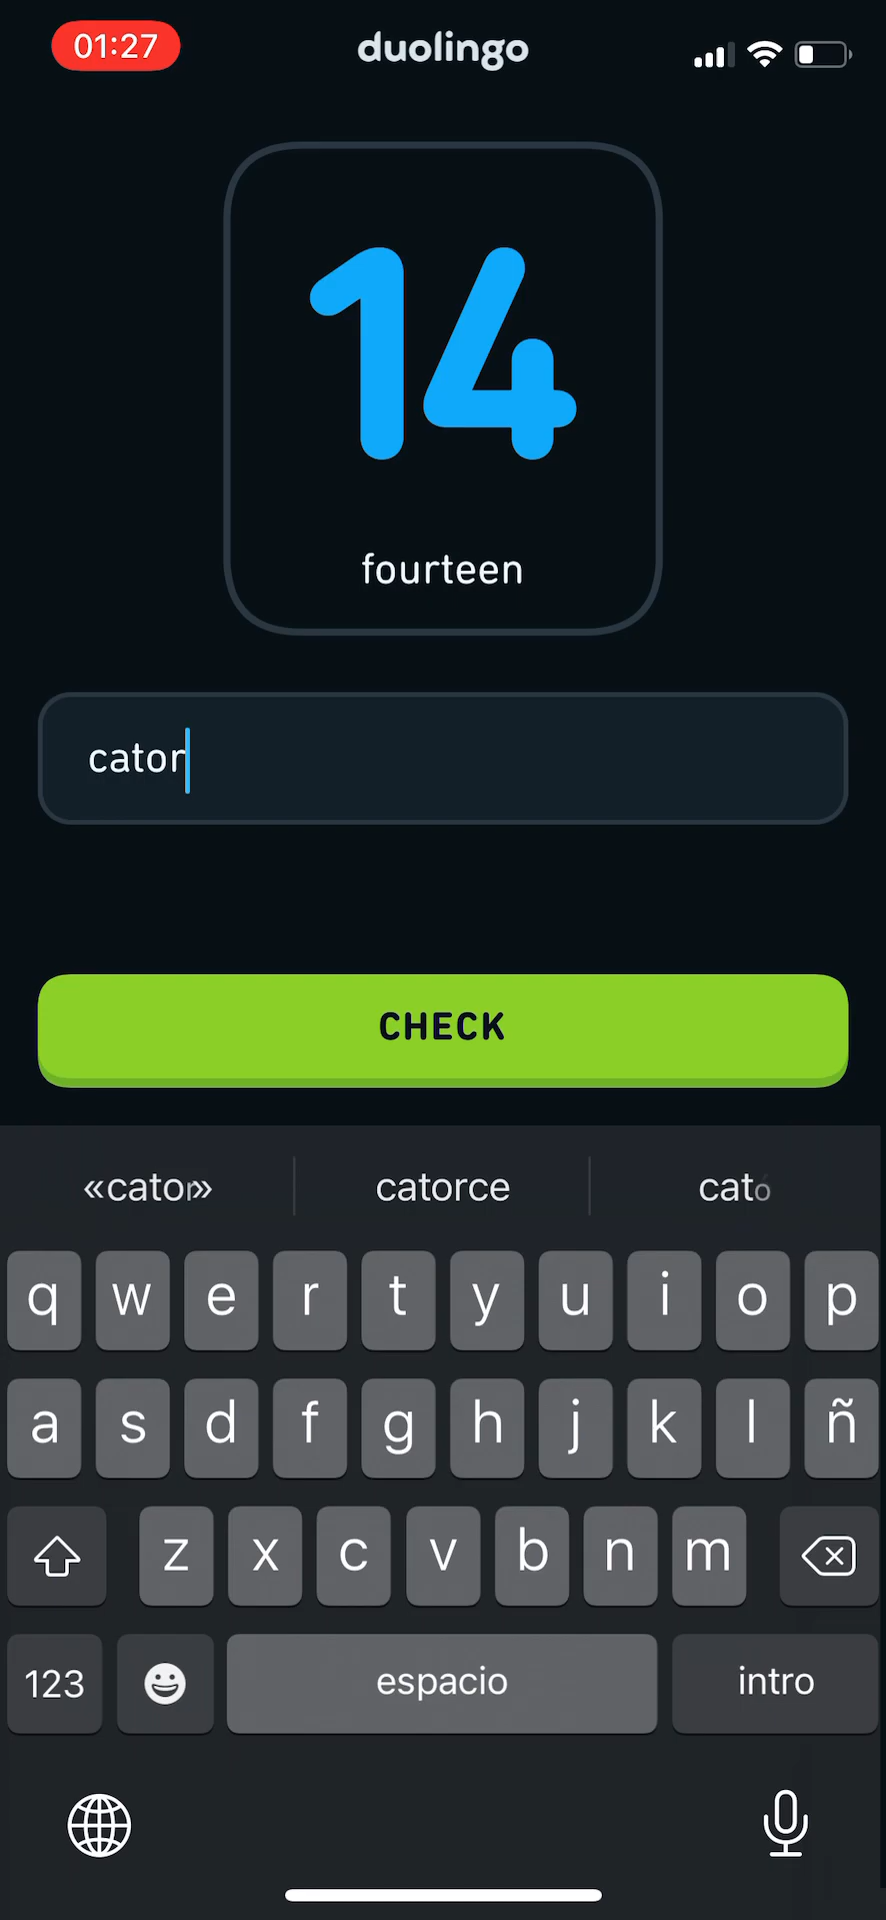 01:27 duolingo
14
fourteen
cator
CHECK
«cator» catorce cató
q w e r t y u i o p
a s d f g h j k l ñ
z x c v b n m
123 espacio intro